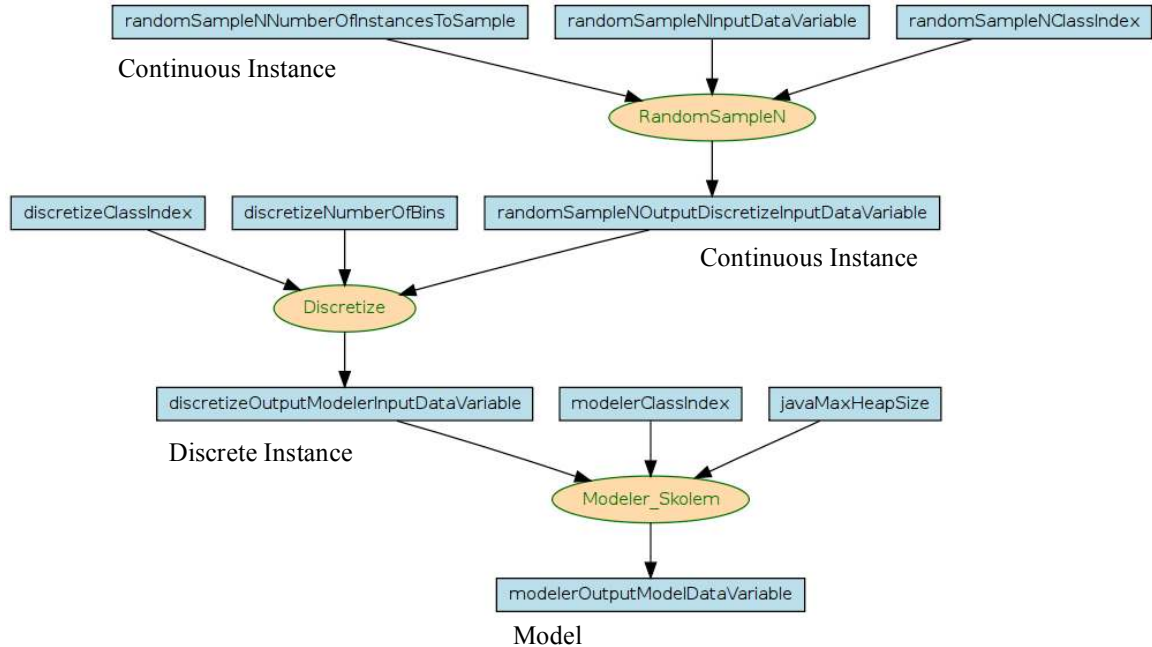 randomSampleNNumberOfInstancesToSample
randomSampleNInputDataVariable
randomSampleNClassIndex
Continuous Instance
RandomSampleN
discretizeClassIndex
discretizeNumberOfBins
randomSampleNOutputDiscretizeInputDataVariable
Continuous Instance
Discretize
discretizeOutputModelerInputDataVariable
modelerClassIndex
javaMaxHeapSize
Discrete Instance
Modeler_Skolem
modelerOutputModelDataVariable
Model